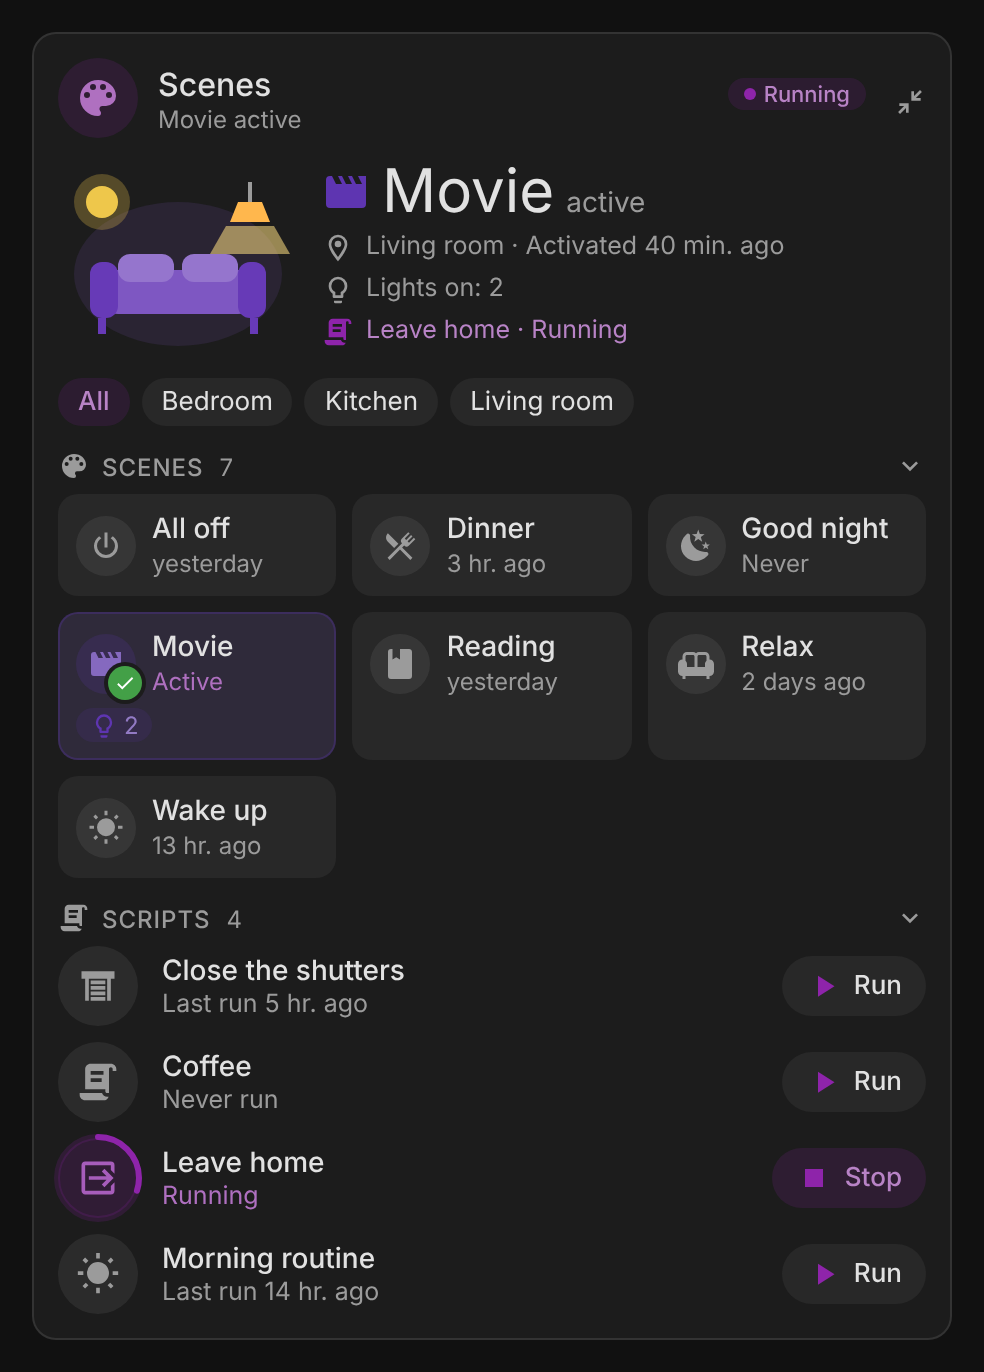 Scenes
Movie active
Running
Movie active
Living room · Activated 40 min. ago
Lights on: 2
Leave home · Running
All
Bedroom
Kitchen
Living room
SCENES 7
All off
yesterday
Dinner
3 hr. ago
Good night
Never
Movie
Active
2
Reading
yesterday
Relax
2 days ago
Wake up
13 hr. ago
SCRIPTS 4
Close the shutters
Last run 5 hr. ago
Run
Coffee
Never run
Run
Leave home
Running
Stop
Morning routine
Last run 14 hr. ago
Run